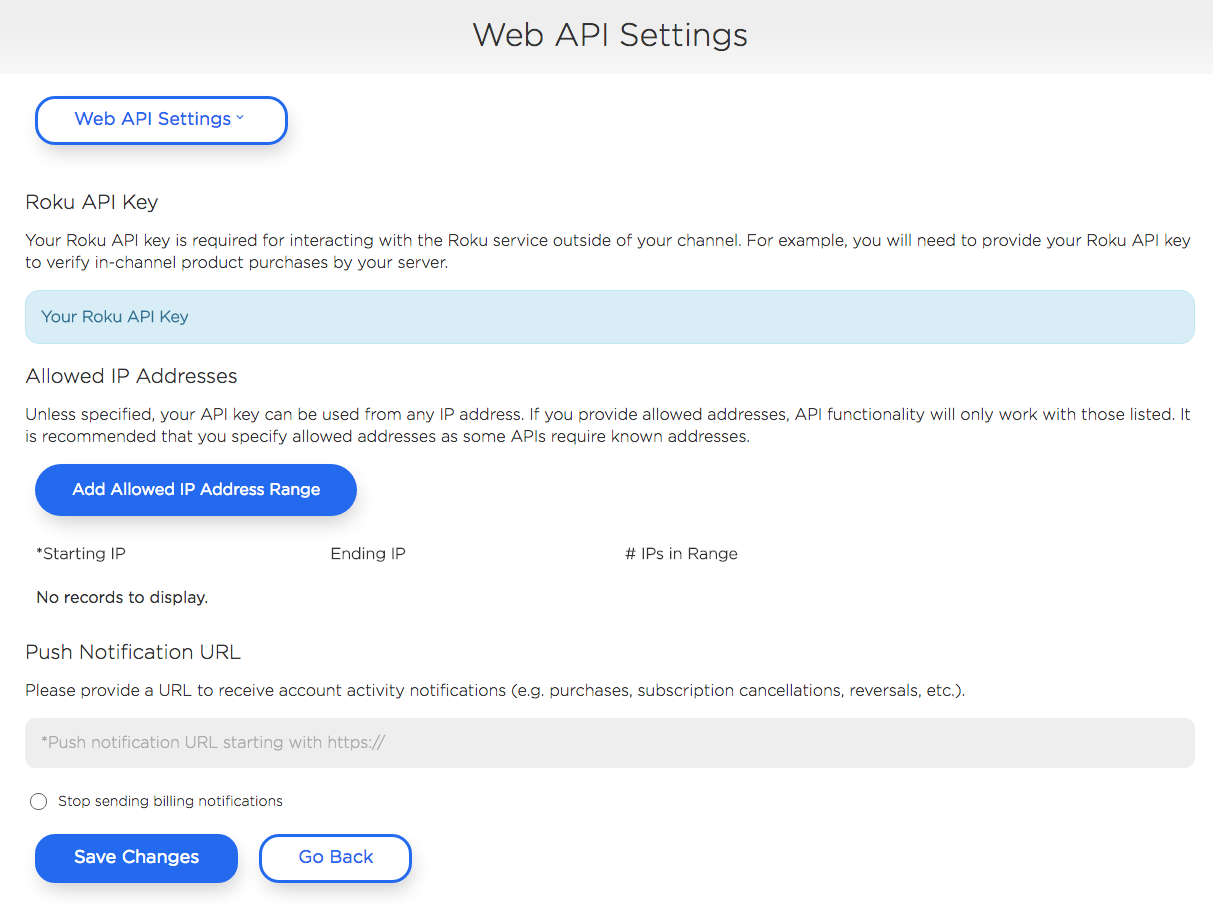 Web API Settings
Web API Settings
Roku API Key
Your Roku API key is required for interacting with the Roku service outside of your channel. For example, you will need to provide your Roku API key
to verify in-channel product purchases by your server.
Your Roku API Key
Allowed IP Addresses
Unless specified, your API key can be used from any IP address. If you provide allowed addresses, API functionality will only work with those listed. It
is recommended that you specify allowed addresses as some APIs require known addresses.
Add Allowed IP Address Range
*Starting IP Ending IP # IPs in Range
No records to display.
Push Notification URL
Please provide a URL to receive account activity notifications (e.g. purchases, subscription cancellations, reversals, etc.).
*Push notification URL starting with https://
Stop sending billing notifications
Save Changes Go Back